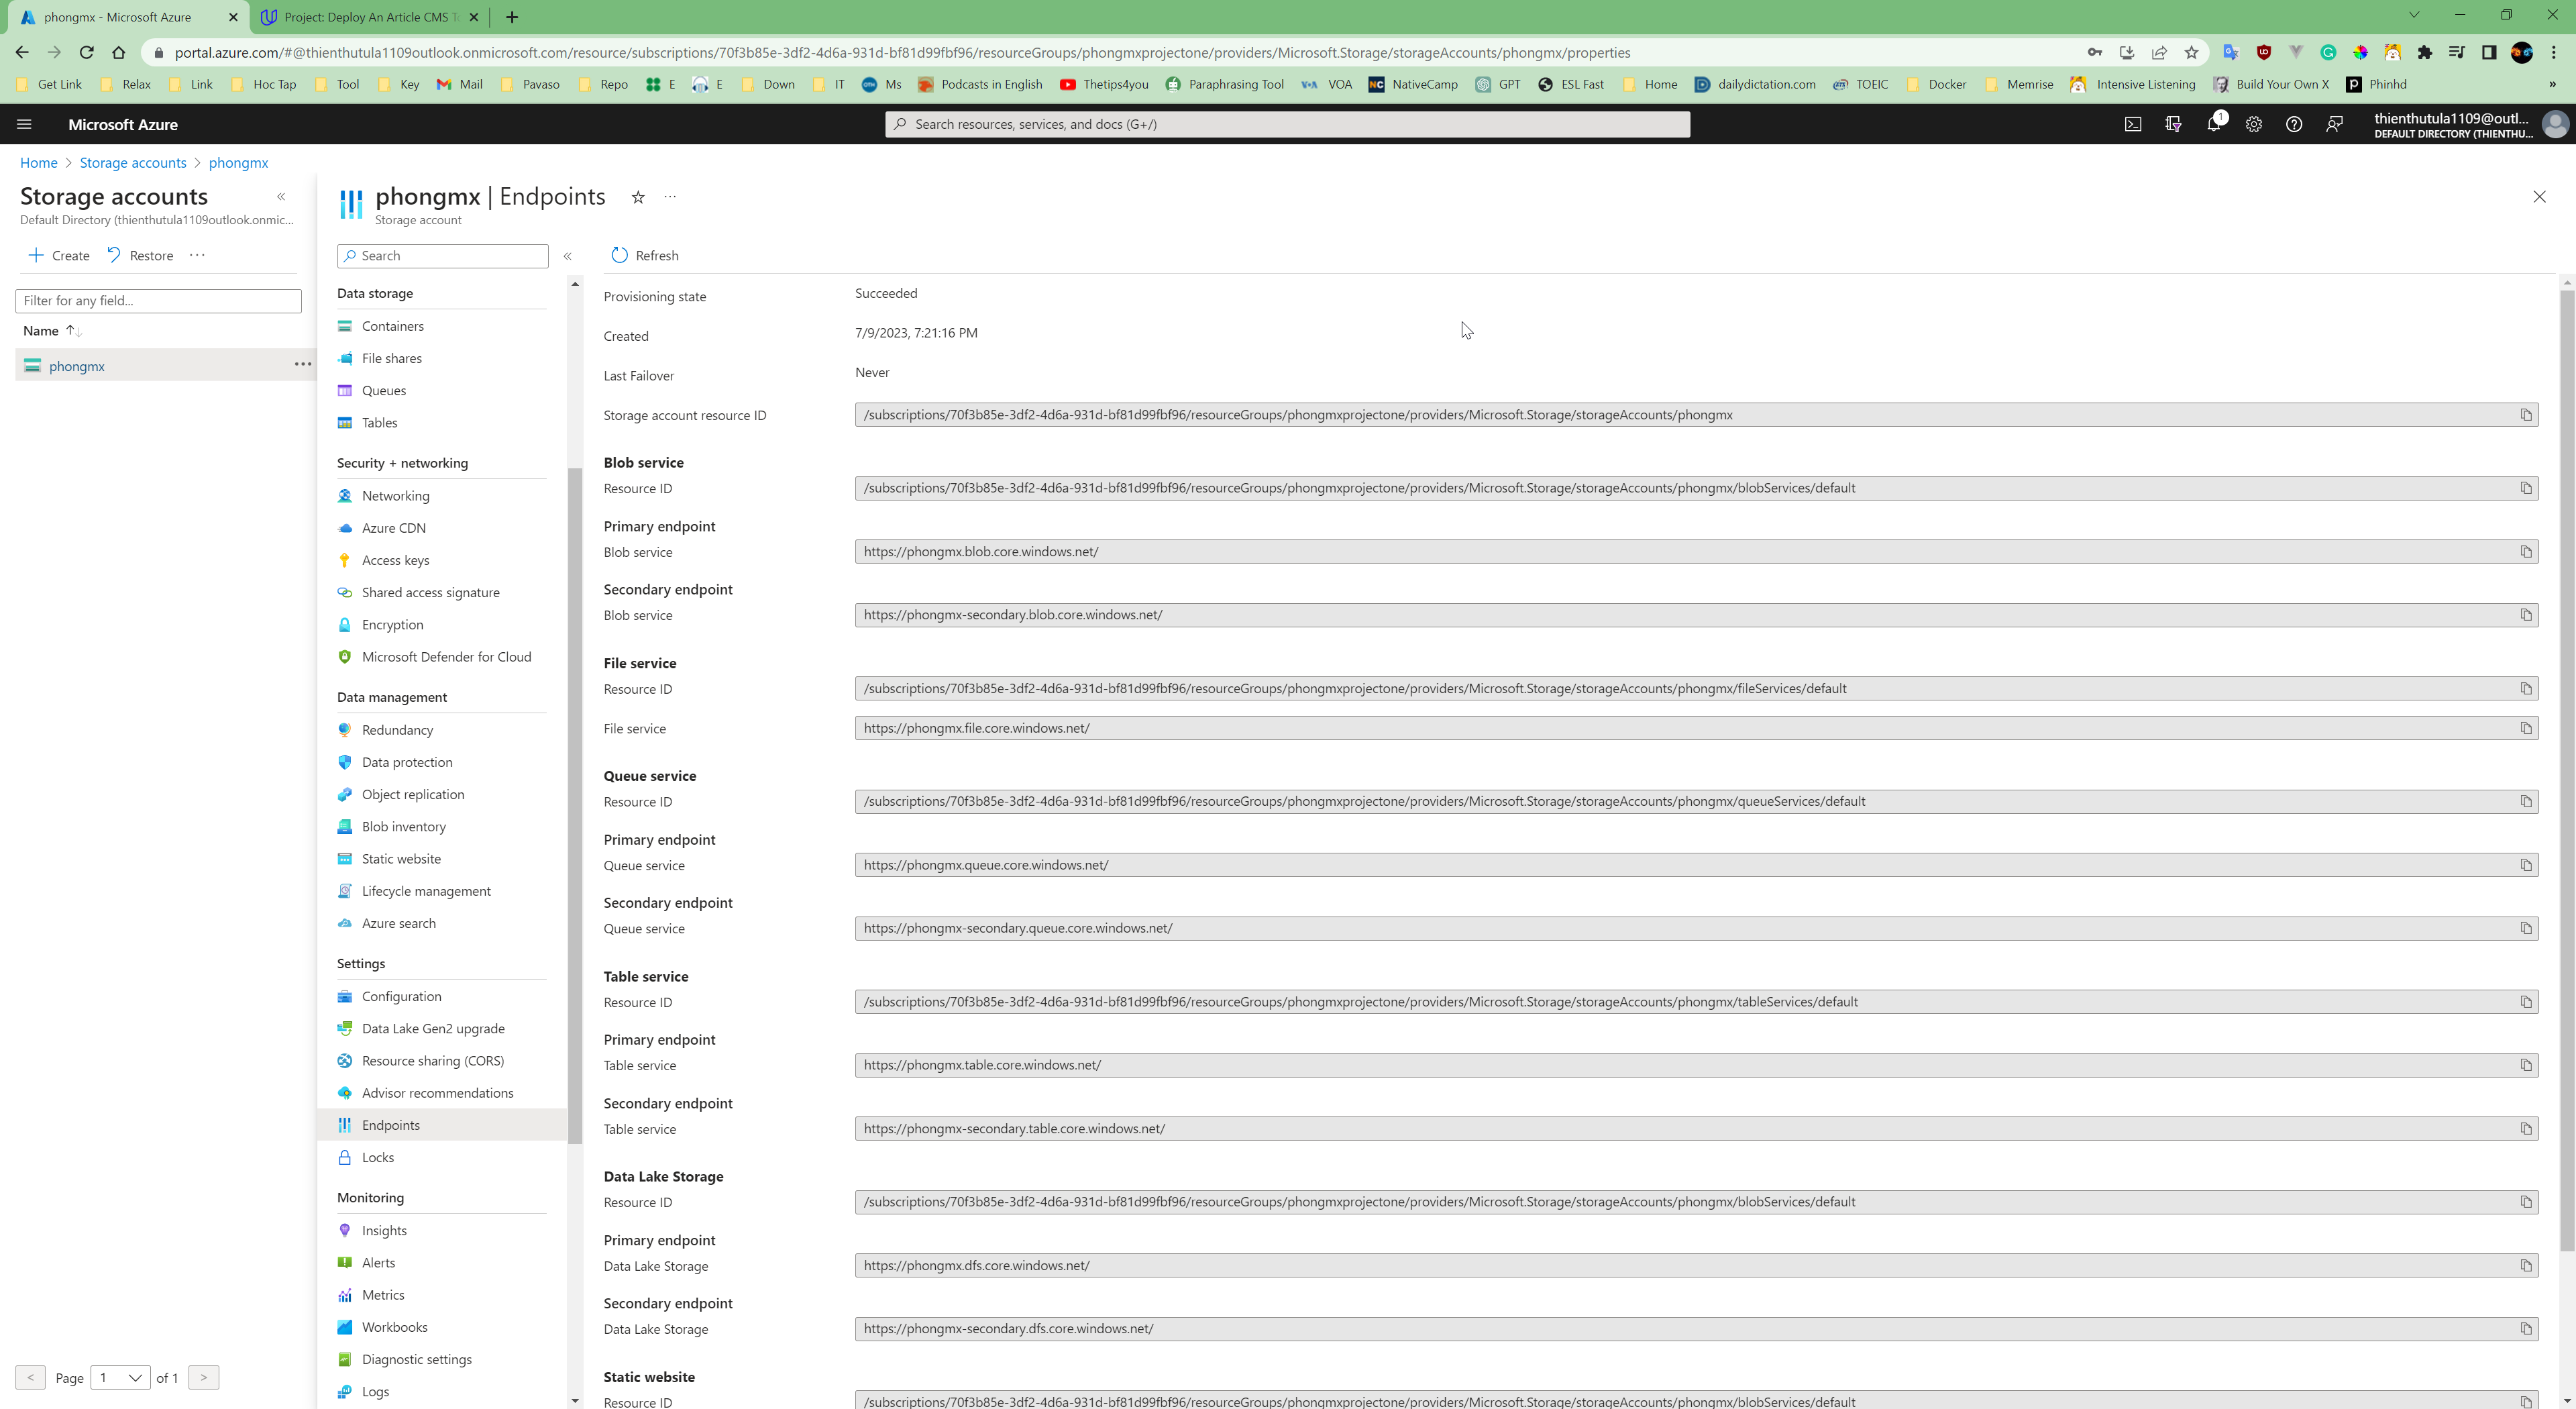 phongmx - Microsoft Azure
Project: Deploy An Article CMS
portal.azure.com/#@thienthutula1109outlook.onmicrosoft.com/resource/subscriptions/70f3b85e-3df2-4d6a-931d-bf81d99fbf96/resourceGroups/phongmxprojectone/providers/Microsoft.Storage/storageAccounts/phongmx/properties
Get Link Relax Link Hoc Tap Tool Key Mail Pavaso Repo E E Down IT Ms Podcasts in English Thetips4you Paraphrasing Tool VOA NativeCamp GPT ESL Fast Home dailydictation.com TOEIC Docker Memrise Intensive Listening Build Your Own X Phinhd »
Microsoft Azure
Search resources, services, and docs (G+/)
1
thienthutula1109@outl...
DEFAULT DIRECTORY (THIENTHU...
Home > Storage accounts > phongmx
Storage accounts
Default Directory (thienthutula1109outlook.onmic...
Create Restore ...
Filter for any field...
Name
phongmx ...
< Page 1 of 1 >
phongmx | Endpoints ...
Storage account
Search
Data storage
Containers
File shares
Queues
Tables
Security + networking
Networking
Azure CDN
Access keys
Shared access signature
Encryption
Microsoft Defender for Cloud
Data management
Redundancy
Data protection
Object replication
Blob inventory
Static website
Lifecycle management
Azure search
Settings
Configuration
Data Lake Gen2 upgrade
Resource sharing (CORS)
Advisor recommendations
Endpoints
Locks
Monitoring
Insights
Alerts
Metrics
Workbooks
Diagnostic settings
Logs
Refresh
Provisioning state Succeeded
Created 7/9/2023, 7:21:16 PM
Last Failover Never
Storage account resource ID /subscriptions/70f3b85e-3df2-4d6a-931d-bf81d99fbf96/resourceGroups/phongmxprojectone/providers/Microsoft.Storage/storageAccounts/phongmx
Blob service
Resource ID /subscriptions/70f3b85e-3df2-4d6a-931d-bf81d99fbf96/resourceGroups/phongmxprojectone/providers/Microsoft.Storage/storageAccounts/phongmx/blobServices/default
Primary endpoint
Blob service https://phongmx.blob.core.windows.net/
Secondary endpoint
Blob service https://phongmx-secondary.blob.core.windows.net/
File service
Resource ID /subscriptions/70f3b85e-3df2-4d6a-931d-bf81d99fbf96/resourceGroups/phongmxprojectone/providers/Microsoft.Storage/storageAccounts/phongmx/fileServices/default
File service https://phongmx.file.core.windows.net/
Queue service
Resource ID /subscriptions/70f3b85e-3df2-4d6a-931d-bf81d99fbf96/resourceGroups/phongmxprojectone/providers/Microsoft.Storage/storageAccounts/phongmx/queueServices/default
Primary endpoint
Queue service https://phongmx.queue.core.windows.net/
Secondary endpoint
Queue service https://phongmx-secondary.queue.core.windows.net/
Table service
Resource ID /subscriptions/70f3b85e-3df2-4d6a-931d-bf81d99fbf96/resourceGroups/phongmxprojectone/providers/Microsoft.Storage/storageAccounts/phongmx/tableServices/default
Primary endpoint
Table service https://phongmx.table.core.windows.net/
Secondary endpoint
Table service https://phongmx-secondary.table.core.windows.net/
Data Lake Storage
Resource ID /subscriptions/70f3b85e-3df2-4d6a-931d-bf81d99fbf96/resourceGroups/phongmxprojectone/providers/Microsoft.Storage/storageAccounts/phongmx/blobServices/default
Primary endpoint
Data Lake Storage https://phongmx.dfs.core.windows.net/
Secondary endpoint
Data Lake Storage https://phongmx-secondary.dfs.core.windows.net/
Static website
Resource ID /subscriptions/70f3b85e-3df2-4d6a-931d-bf81d99fbf96/resourceGroups/phongmxprojectone/providers/Microsoft.Storage/storageAccounts/phongmx/blobServices/default